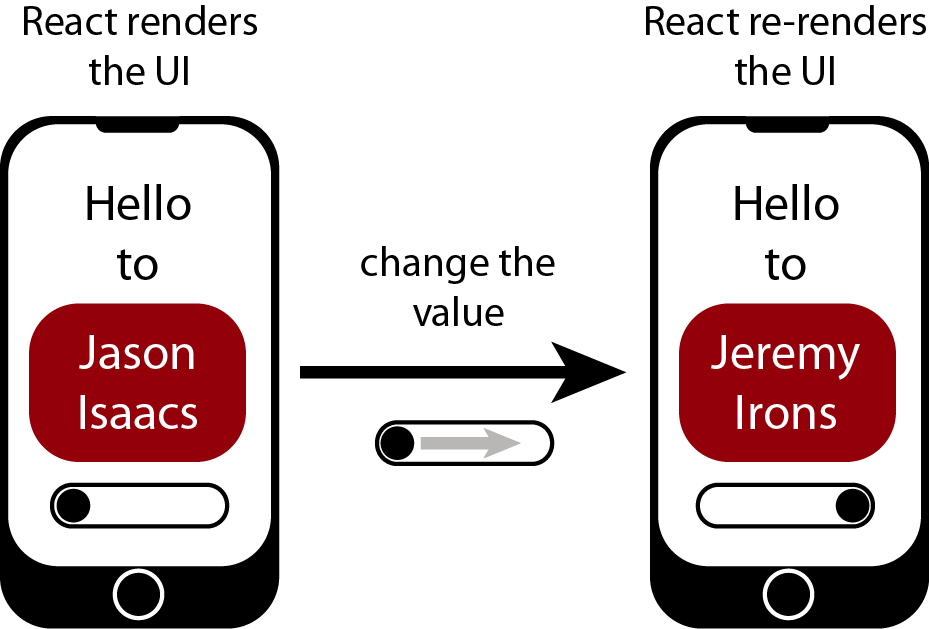 React renders
the UI
Hello
to
Jason
Isaacs
change the
value
React re-renders
the UI
Hello
to
Jeremy
Irons